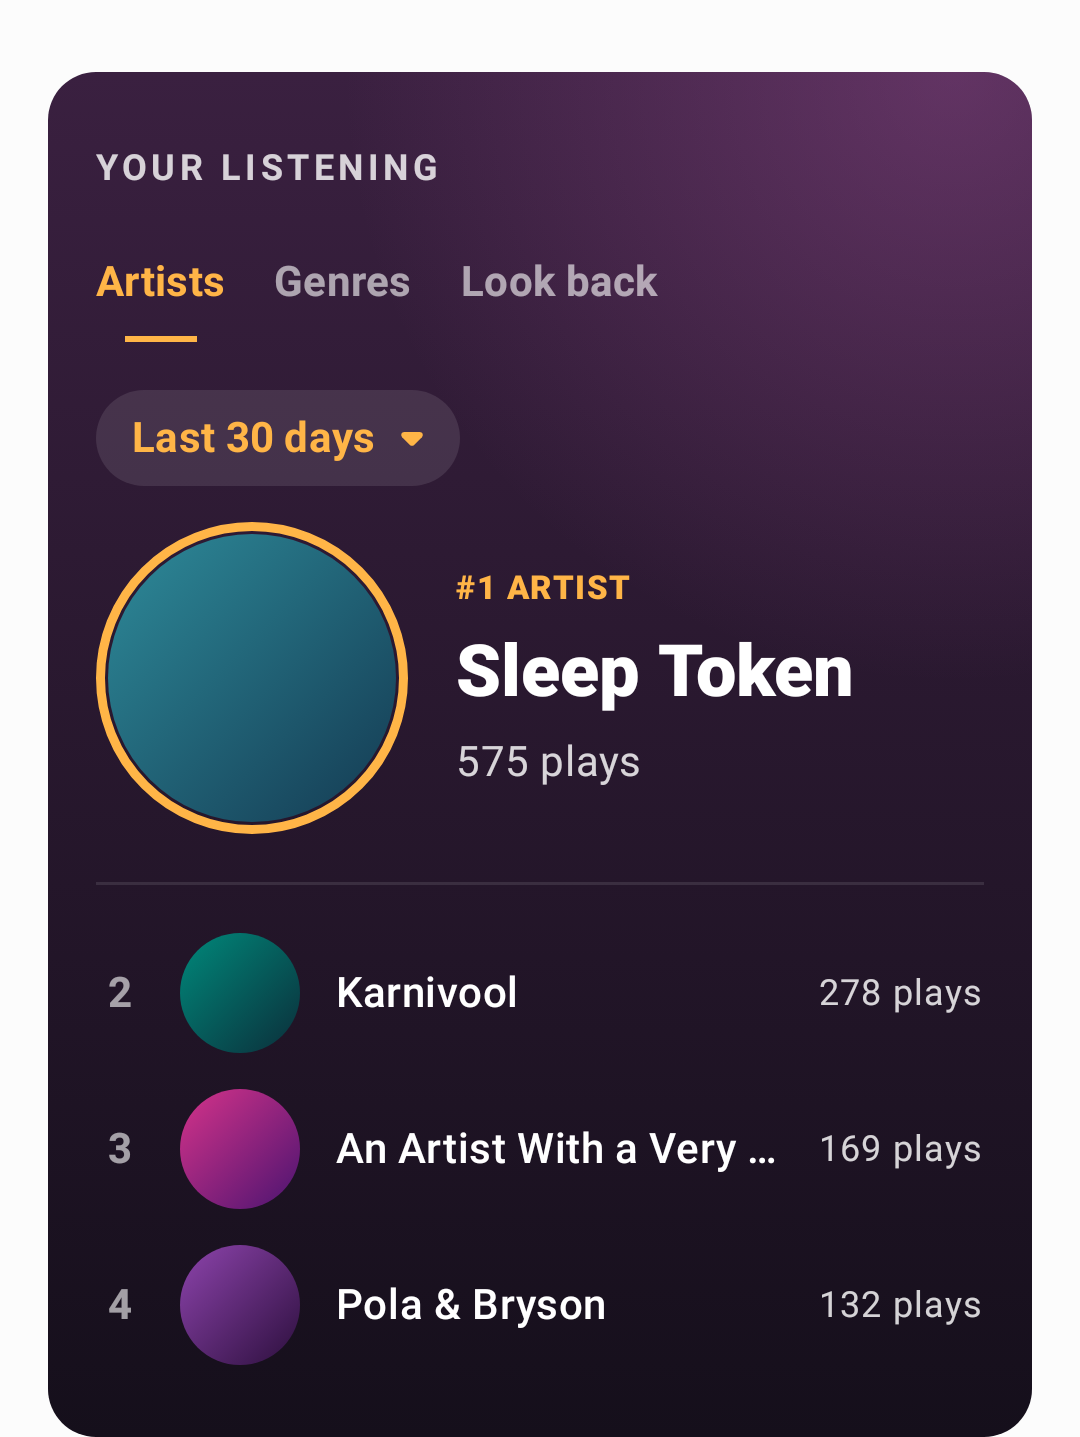 YOUR LISTENING
Artists Genres Look back
Last 30 days
#1 ARTIST
Sleep Token
575 plays
2 Karnivool 278 plays
3 An Artist With a Very ... 169 plays
4 Pola & Bryson 132 plays